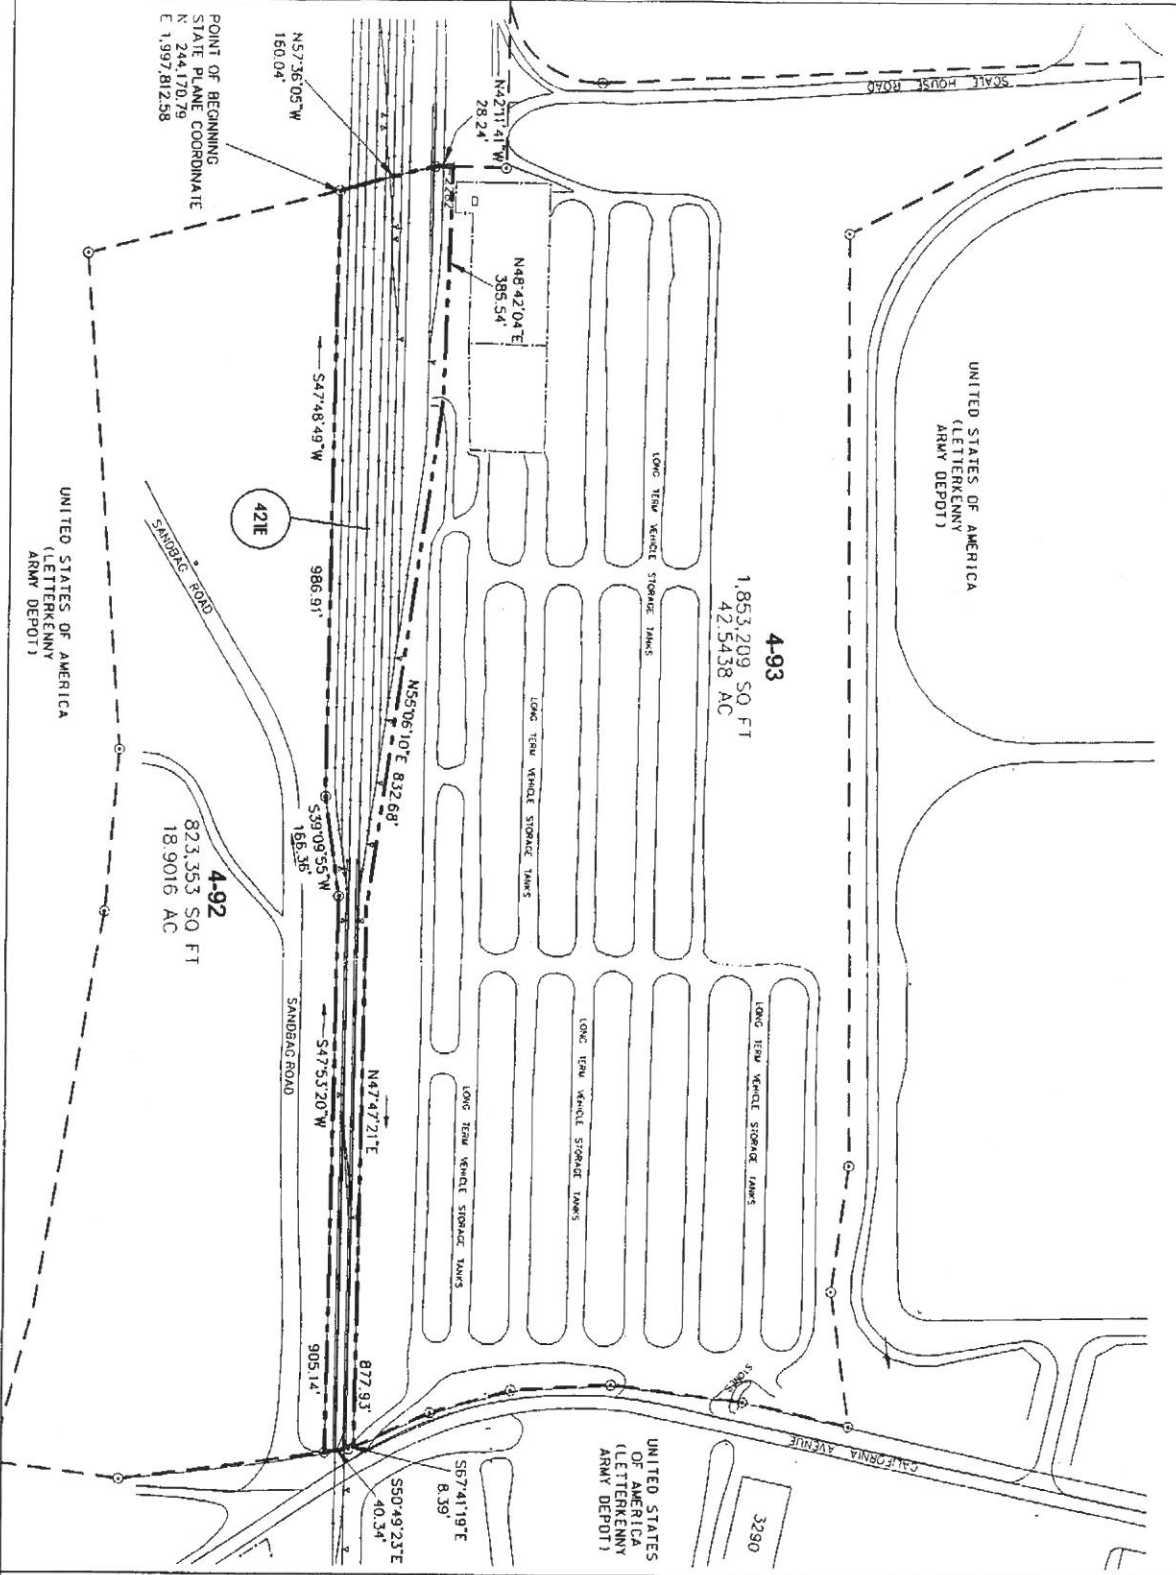 SCALE HOUSE ROAD
UNITED STATES OF AMERICA
(LETTERKENNY
ARMY DEPOT)
N42°11'41"W
28.24'
N57°36'05"W
160.04'
POINT OF BEGINNING
STATE PLANE COORDINATE
N: 244,170.79
E 1,997,812.58
2262
N48°42'04"E
385.54'
S47°48'49"W
986.91'
421E
LONG TERM VEHICLE STORAGE TANKS
4-93
1,853,209 SQ FT
42.5438 AC
SANDBAG ROAD
UNITED STATES OF AMERICA
(LETTERKENNY
ARMY DEPOT)
N55°06'10"E 832.68'
LONG TERM VEHICLE STORAGE TANKS
S39°09'55"W
166.36'
4-92
823,353 SQ FT
18.9016 AC
SANDBAG ROAD
S47°53'20"W
905.14'
N47°47'21"E
877.93'
LONG TERM VEHICLE STORAGE TANKS
LONG TERM VEHICLE STORAGE TANKS
LONG TERM VEHICLE STORAGE TANKS
SIGNS
CALIFORNIA AVENUE
UNITED STATES
OF AMERICA
(LETTERKENNY
ARMY DEPOT)
3290
S67°41'19"E
8.39'
S50°49'23"E
40.34'